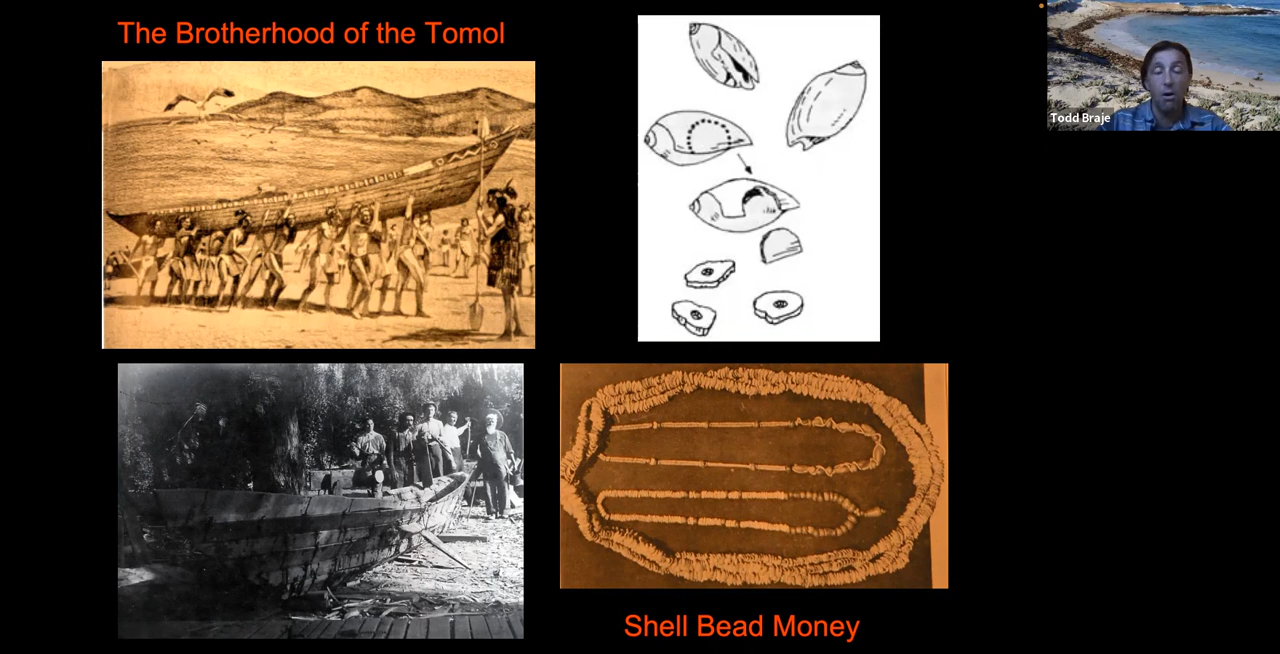 The Brotherhood of the Tomol
Todd Braje
Shell Bead Money